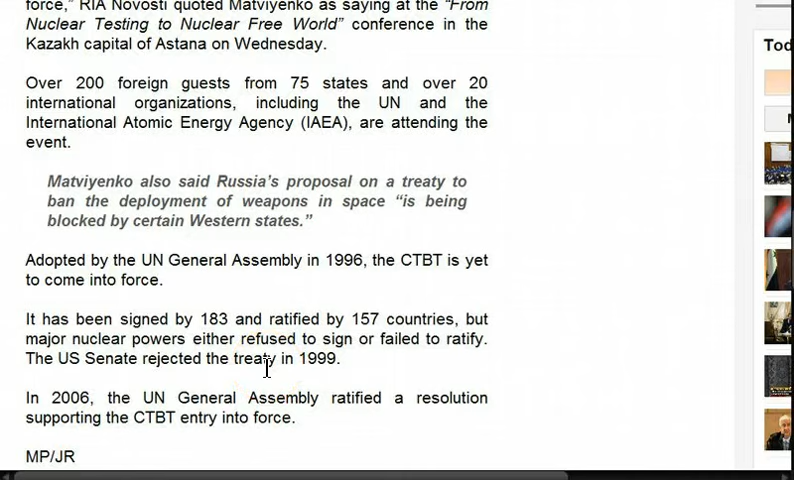 force,” RIA Novosti quoted Matviyenko as saying at the “From
Nuclear Testing to Nuclear Free World” conference in the
Kazakh capital of Astana on Wednesday.
Over 200 foreign guests from 75 states and over 20
international organizations, including the UN and the
International Atomic Energy Agency (IAEA), are attending the
event.
Matviyenko also said Russia’s proposal on a treaty to
ban the deployment of weapons in space “is being
blocked by certain Western states.”
Adopted by the UN General Assembly in 1996, the CTBT is yet
to come into force.
It has been signed by 183 and ratified by 157 countries, but
major nuclear powers either refused to sign or failed to ratify.
The US Senate rejected the treaty in 1999.
In 2006, the UN General Assembly ratified a resolution
supporting the CTBT entry into force.
MP/JR
Tod